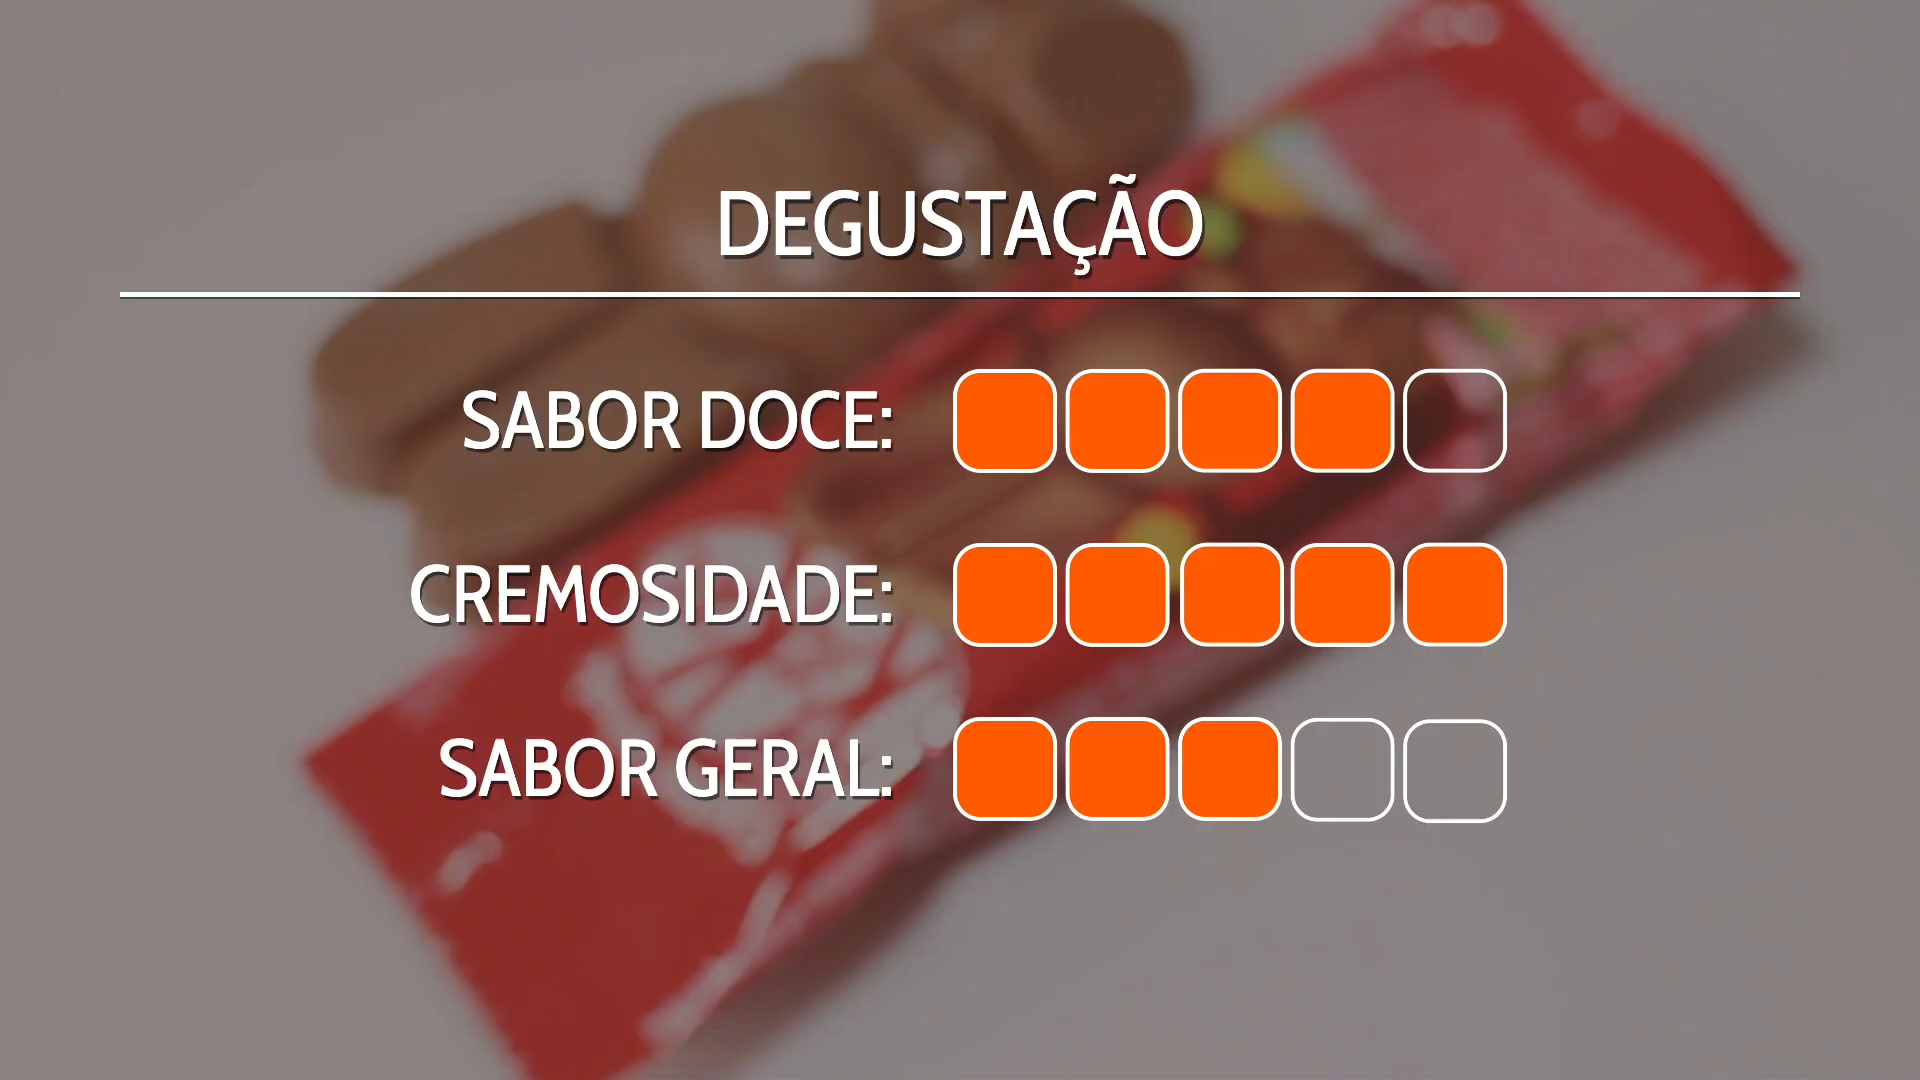 DEGUSTAÇÃO
SABOR DOCE:
CREMOSIDADE:
SABOR GERAL: